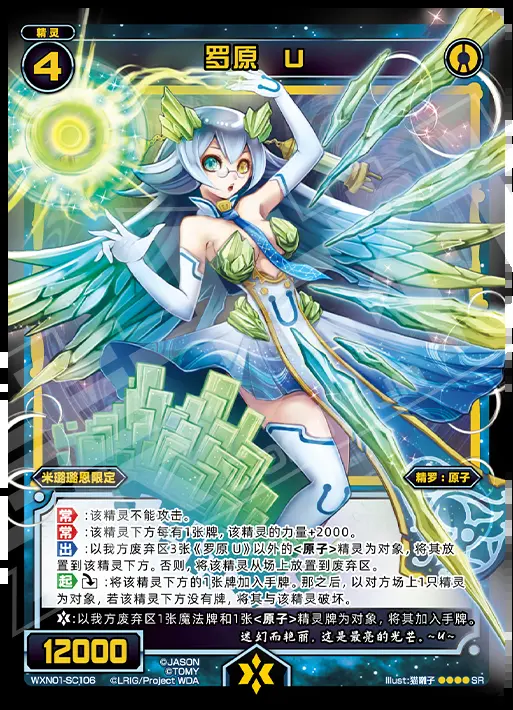 精灵
4
罗原 U
U
米璐璐恩限定
精罗：原子
常:该精灵不能攻击。
常:该精灵下方每有1张牌，该精灵的力量+2000。
出:以我方废弃区3张《罗原U》以外的<原子>精灵为对象，将其放
置到该精灵下方。否则，将该精灵从场上放置到废弃区。
起:将该精灵下方的1张牌加入手牌。那之后，以对方场上1只精灵
为对象，若该精灵下方没有牌，将其与该精灵破坏。
:以我方废弃区1张魔法牌和1张<原子>精灵牌为对象，将其加入手牌。
迷幻而艳丽，这是最亮的光芒。~U~
12000
©JASON
©TOMY
WXN01-SC106 ©LRIG/Project WDA
Illust:猫囃子 SR